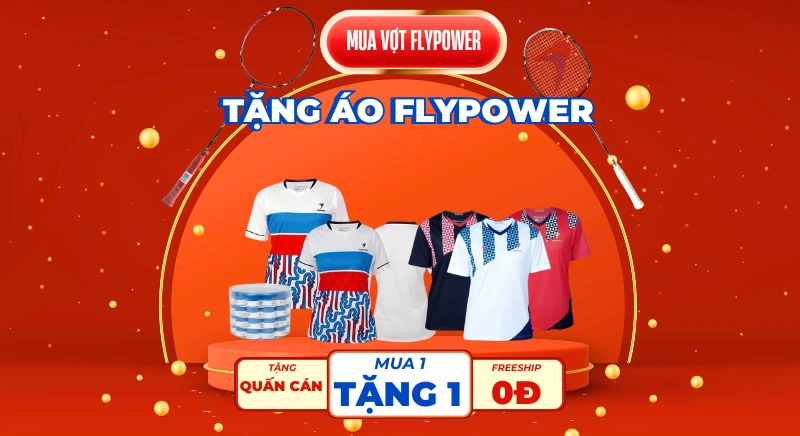 MUA VỢT FLYPOWER
TẶNG ÁO FLYPOWER
TẶNG
QUẤN CÁN
MUA 1
TẶNG 1
FREESHIP
0Đ